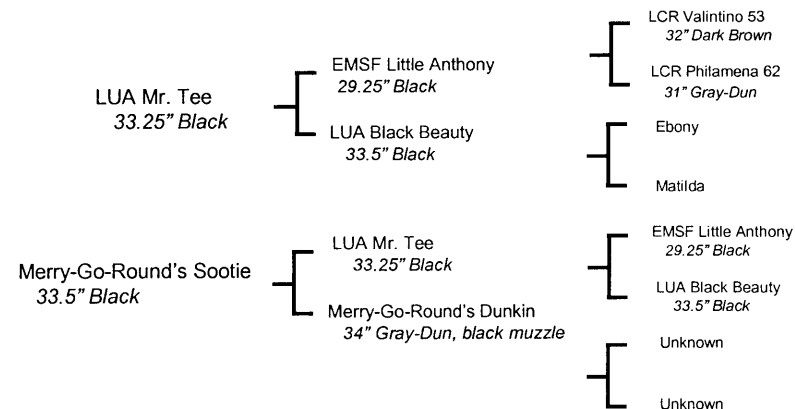 LUA Mr. Tee
33.25" Black
EMSF Little Anthony
29.25" Black
LUA Black Beauty
33.5" Black
LCR Valintino 53
32" Dark Brown
LCR Philamena 62
31" Gray-Dun
Ebony
Matilda
Merry-Go-Round's Sootie
33.5" Black
LUA Mr. Tee
33.25" Black
Merry-Go-Round's Dunkin
34" Gray-Dun, black muzzle
EMSF Little Anthony
29.25" Black
LUA Black Beauty
33.5" Black
Unknown
Unknown